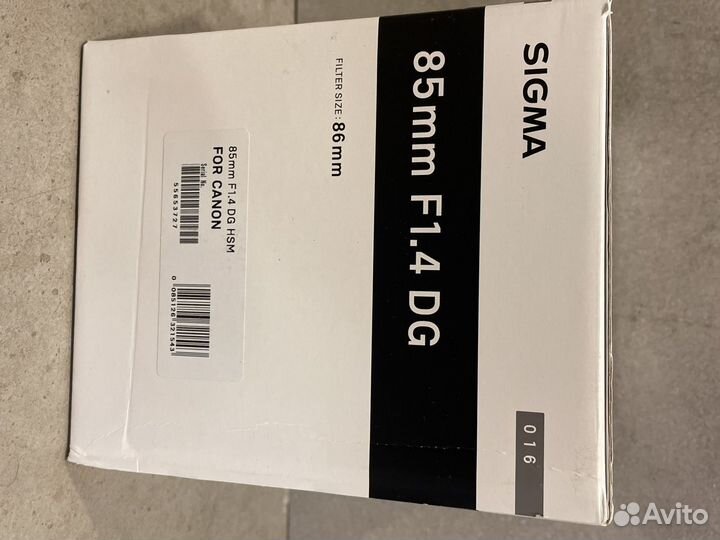 SIGMA
85mm F1.4 DG
FILTER SIZE: 86mm
85mm F1.4 DG HSM
FOR CANON
Serial No.
55653727
0 085126 321543
016
Avito